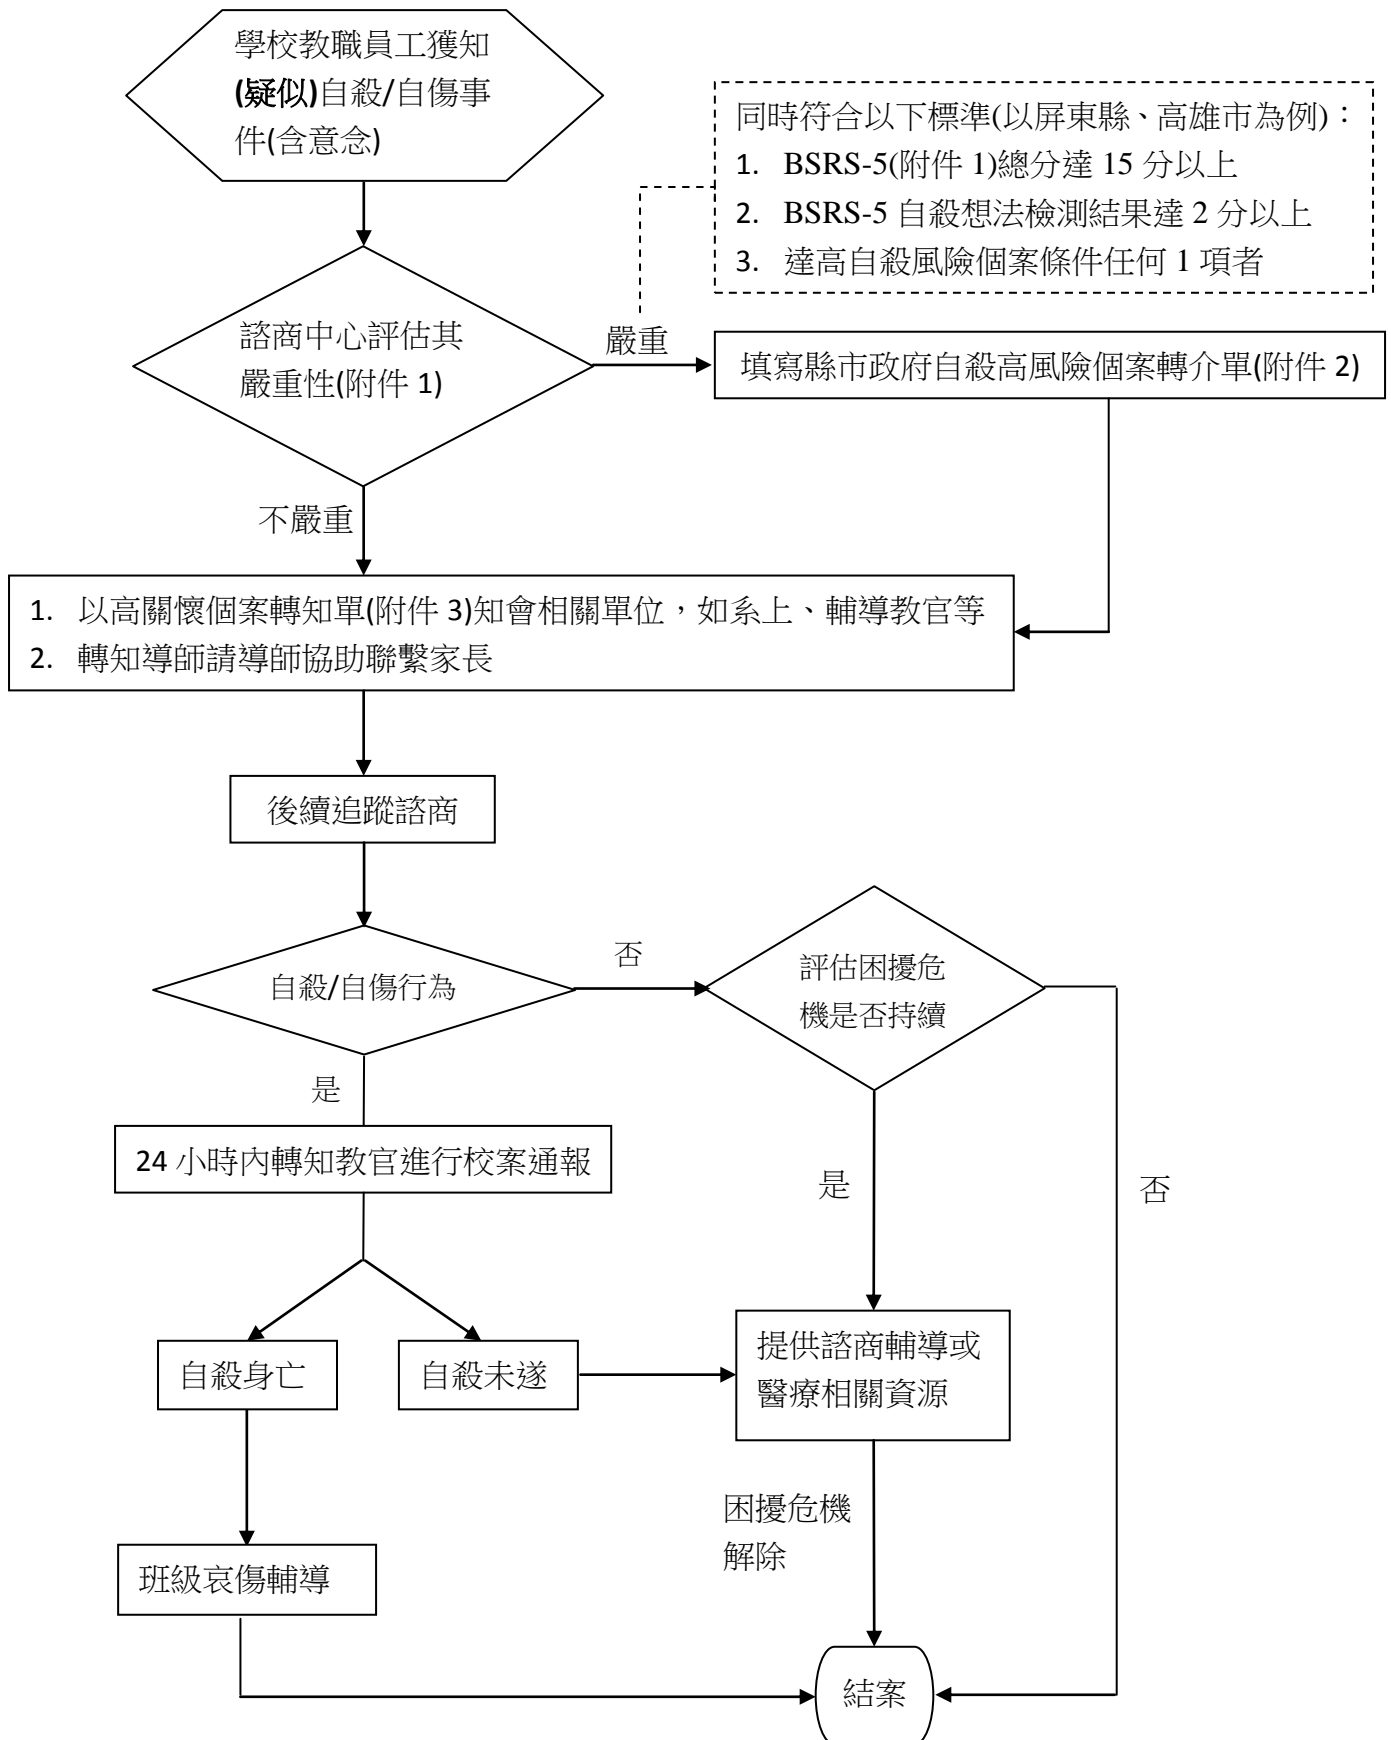 學校教職員工獲知
(疑似)自殺/自傷事
件(含意念)
同時符合以下標準(以屏東縣、高雄市為例)：
1. BSRS-5(附件 1)總分達 15 分以上
2. BSRS-5 自殺想法檢測結果達 2 分以上
3. 達高自殺風險個案條件任何 1 項者
諮商中心評估其
嚴重性(附件 1)
嚴重
填寫縣市政府自殺高風險個案轉介單(附件 2)
不嚴重
1. 以高關懷個案轉知單(附件 3)知會相關單位，如系上、輔導教官等
2. 轉知導師請導師協助聯繫家長
後續追蹤諮商
自殺/自傷行為
否
評估困擾危
機是否持續
是
24 小時內轉知教官進行校案通報
是
否
自殺身亡
自殺未遂
提供諮商輔導或
醫療相關資源
困擾危機
解除
班級哀傷輔導
結案